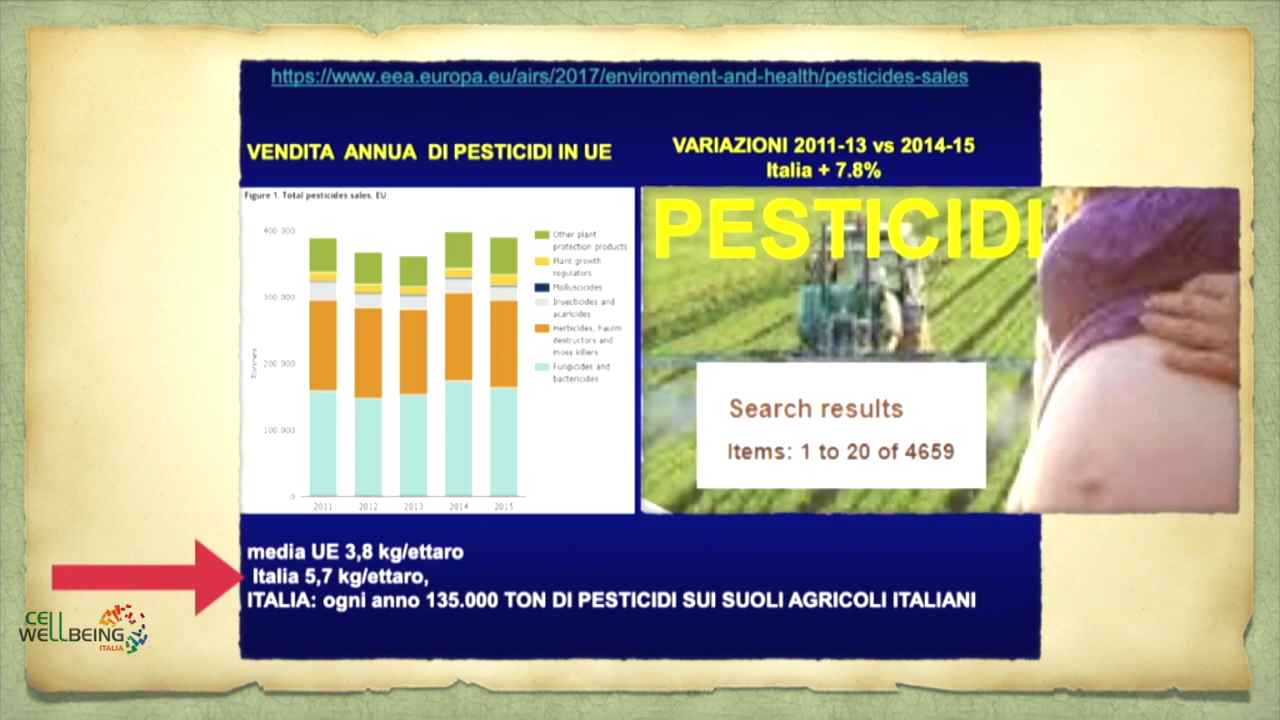 https://www.eea.europa.eu/airs/2017/environment-and-health/pesticides-sales
VENDITA ANNUA DI PESTICIDI IN UE
VARIAZIONI 2011-13 vs 2014-15
Italia + 7.8%
Figure 1. Total pesticides sales, EU
400 000
300 000
200 000
100 000
0
Tonnes
2011 2012 2013 2014 2015
Other plant
protection products
Plant growth
regulators
Molluscicides
Insecticides and
acaricides
Herbicides, haulm
destructors and
moss killers
Fungicides and
bactericides
PESTICIDI
Search results
Items: 1 to 20 of 4659
media UE 3,8 kg/ettaro
Italia 5,7 kg/ettaro,
ITALIA: ogni anno 135.000 TON DI PESTICIDI SUI SUOLI AGRICOLI ITALIANI
CELL
WELLBEING
ITALIA